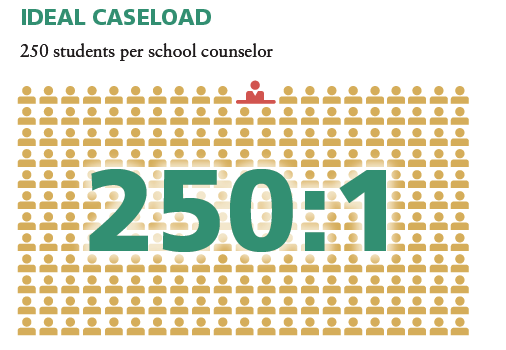 IDEAL CASELOAD
250 students per school counselor
250:1